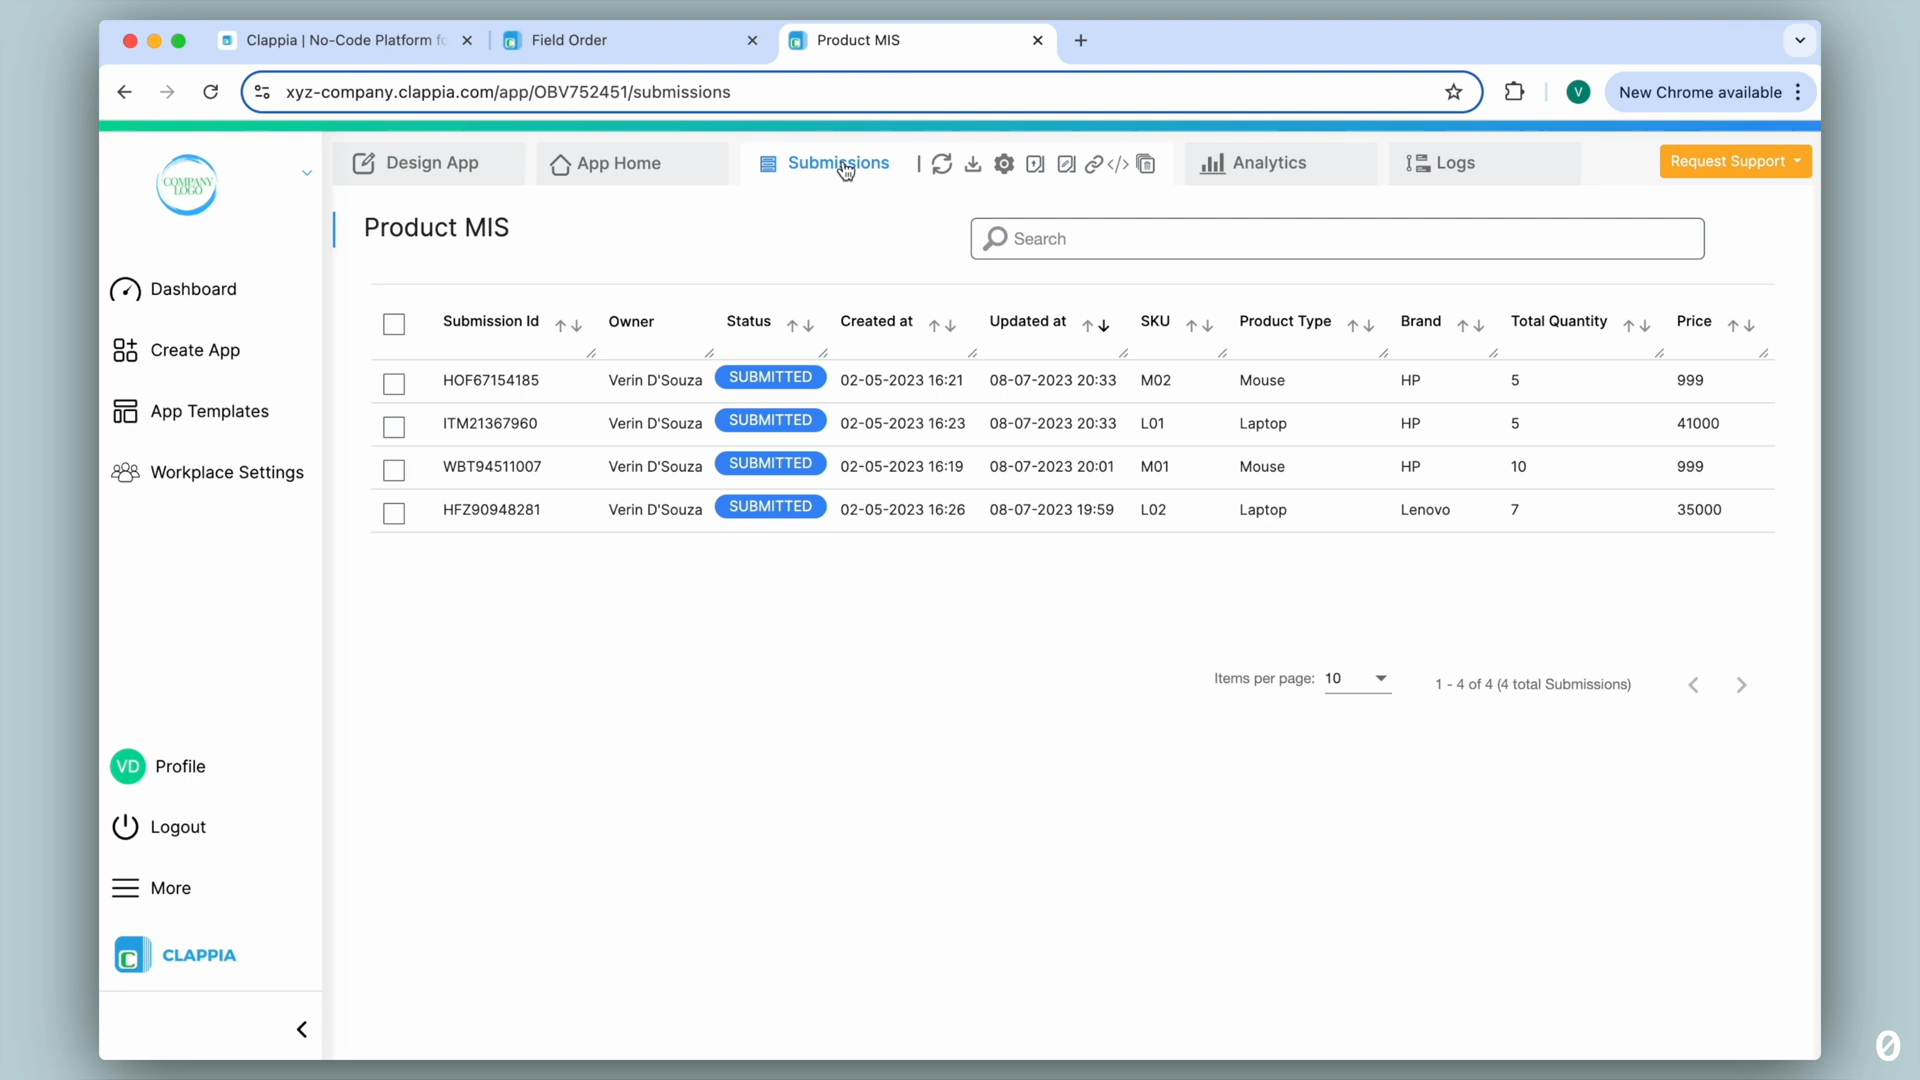 Clappia | No-Code Platform fo
Field Order
Product MIS
xyz-company.clappia.com/app/OBV752451/submissions
V
New Chrome available
COMPANY
LOGO
Design App
App Home
Submissions
Analytics
Logs
Request Support
Product MIS
Search
Dashboard
Create App
App Templates
Workplace Settings
Submission Id Owner Status Created at Updated at SKU Product Type Brand Total Quantity Price
HOF67154185 Verin D'Souza SUBMITTED 02-05-2023 16:21 08-07-2023 20:33 M02 Mouse HP 5 999
ITM21367960 Verin D'Souza SUBMITTED 02-05-2023 16:23 08-07-2023 20:33 L01 Laptop HP 5 41000
WBT94511007 Verin D'Souza SUBMITTED 02-05-2023 16:19 08-07-2023 20:01 M01 Mouse HP 10 999
HFZ90948281 Verin D'Souza SUBMITTED 02-05-2023 16:26 08-07-2023 19:59 L02 Laptop Lenovo 7 35000
Items per page: 10 1 - 4 of 4 (4 total Submissions)
VD Profile
Logout
More
C CLAPPIA
0